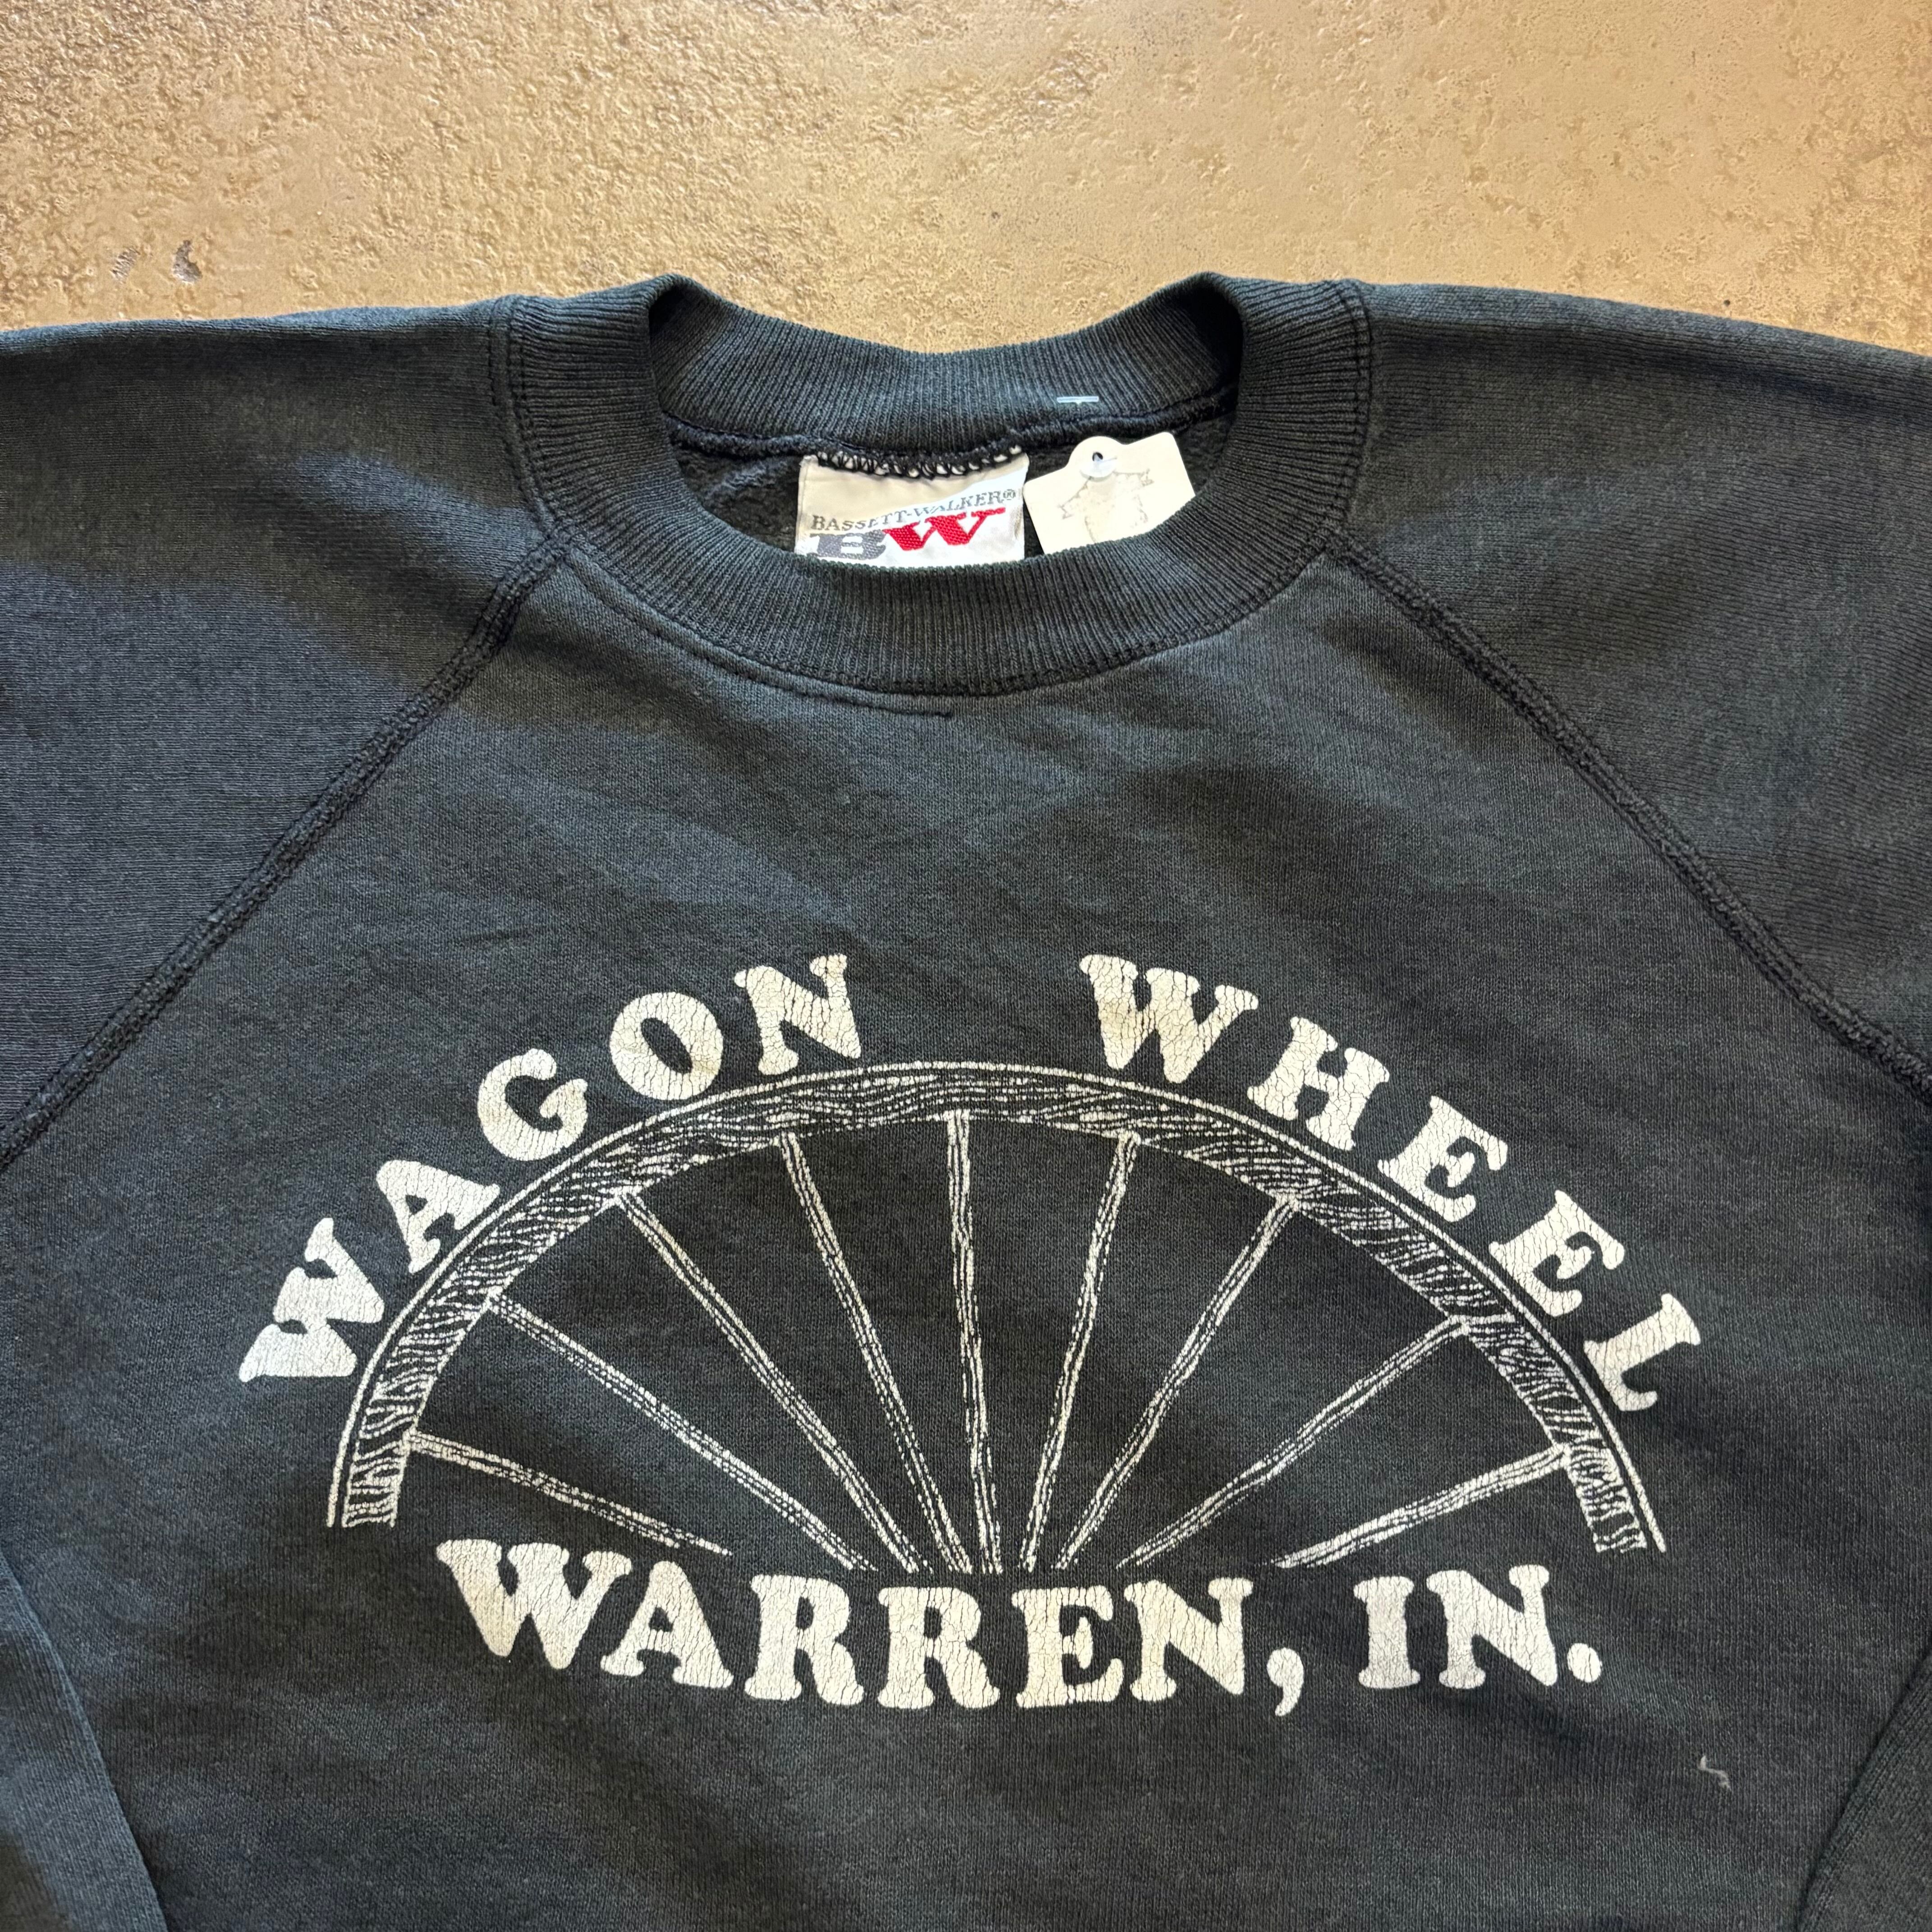 BASSETT-WALKER®
BW
WAGON WHEEL
WARREN, IN.